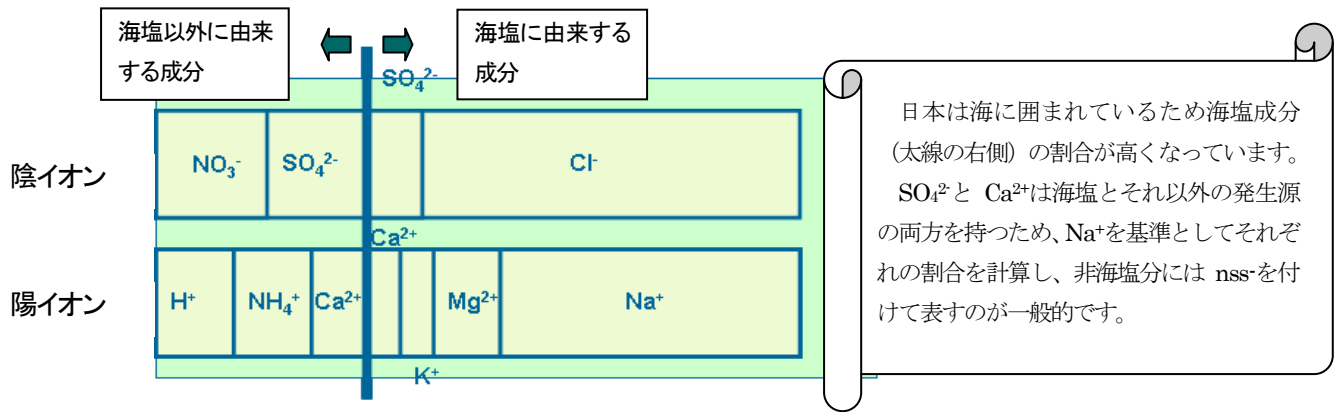 海塩以外に由来
する成分
海塩に由来する
成分
SO₄²⁻
陰イオン
NO₃⁻ SO₄²⁻ Cl⁻
Ca²⁺
陽イオン
H⁺ NH₄⁺ Ca²⁺ Mg²⁺ Na⁺
K⁺
日本は海に囲まれているため海塩成分
(太線の右側)の割合が高くなっています。
SO₄²⁻と Ca²⁺は海塩とそれ以外の発生源
の両方を持つため、Na⁺を基準としてそれぞ
れの割合を計算し、非海塩分には nss-を付
けて表すのが一般的です。